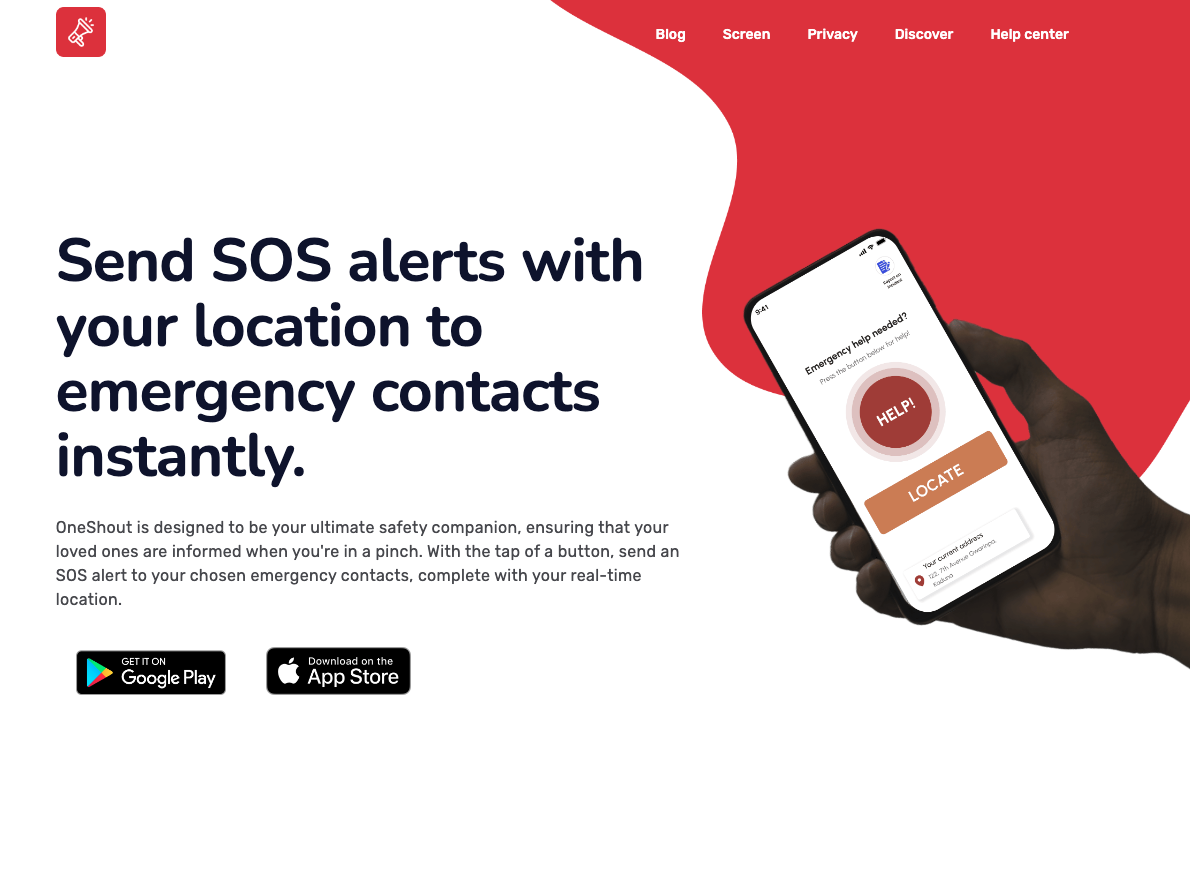 Blog
Screen
Privacy
Discover
Help center
Send SOS alerts with
your location to
emergency contacts
instantly.
OneShout is designed to be your ultimate safety companion, ensuring that your
loved ones are informed when you're in a pinch. With the tap of a button, send an
SOS alert to your chosen emergency contacts, complete with your real-time
location.
GET IT ON
Google Play
Download on the
App Store
9:41
Emergency help needed?
Press the button below for help!
HELP!
LOCATE
Your current address
1/2, 7th Avenue Gwarinpa,
Kaduna